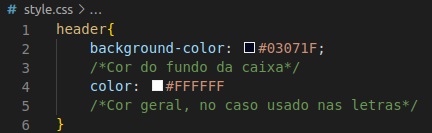 # style.css > ...
1 header{
2 background-color: #03071F;
3 /*Cor do fundo da caixa*/
4 color: #FFFFFF
5 /*Cor geral, no caso usado nas letras*/
6 }